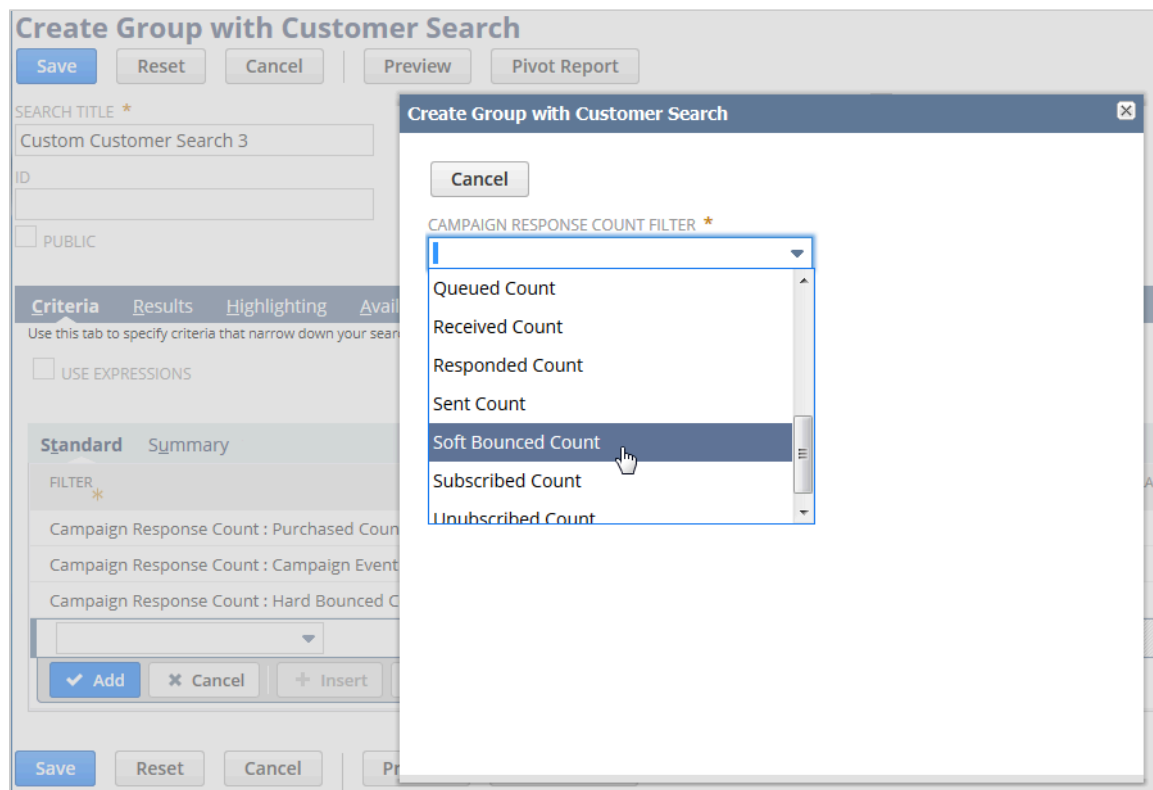 Create Group with Customer Search
Save Reset Cancel Preview Pivot Report
SEARCH TITLE *
Custom Customer Search 3
ID
PUBLIC
Criteria Results Highlighting Avail
Use this tab to specify criteria that narrow down your sear
USE EXPRESSIONS
Standard Summary
FILTER *
Campaign Response Count : Purchased Coun
Campaign Response Count : Campaign Event
Campaign Response Count : Hard Bounced C
Add Cancel Insert
Save Reset Cancel Pr
Create Group with Customer Search
Cancel
CAMPAIGN RESPONSE COUNT FILTER *
Queued Count
Received Count
Responded Count
Sent Count
Soft Bounced Count
Subscribed Count
Unubscribed Count